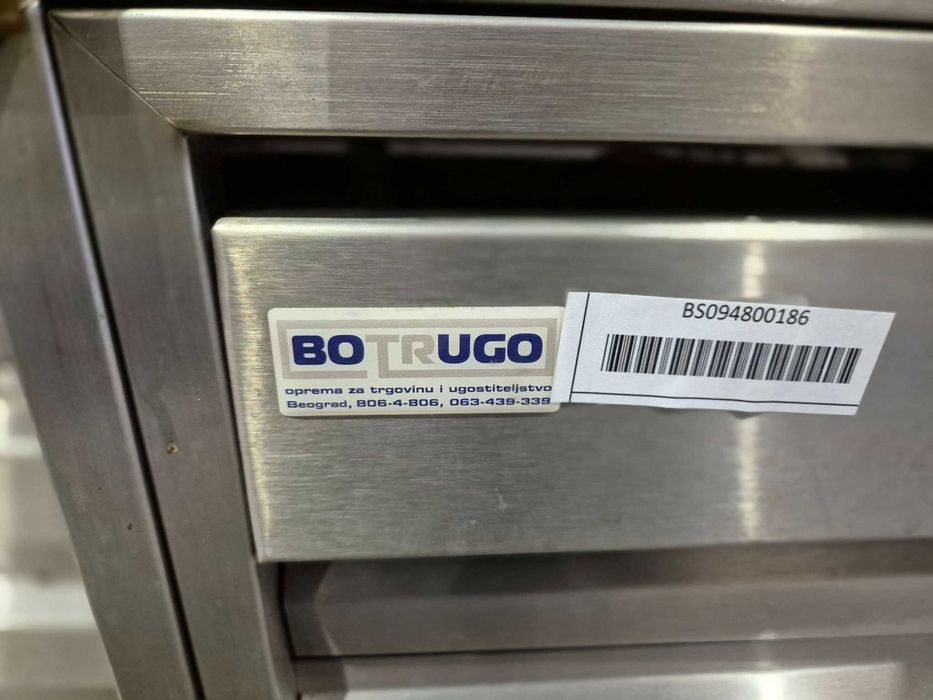 BOTRUGO
oprema za trgovinu i ugostiteljstvo
Beograd, 806-4-806, 063-439-339
BS094800186